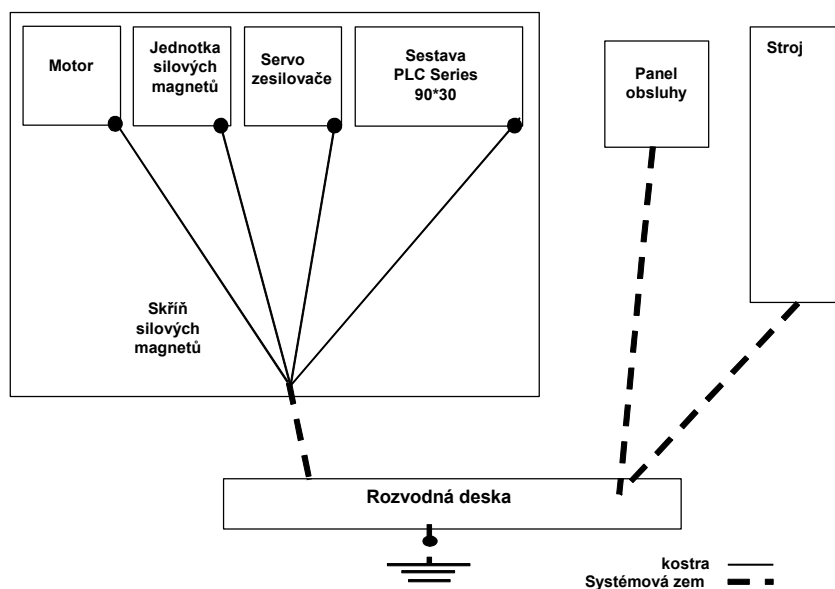 Motor
Jednotka
silových
magnetů
Servo
zesilovače
Sestava
PLC Series
90*30
Panel
obsluhy
Stroj
Skříň
silových
magnetů
Rozvodná deska
kostra
Systémová zem